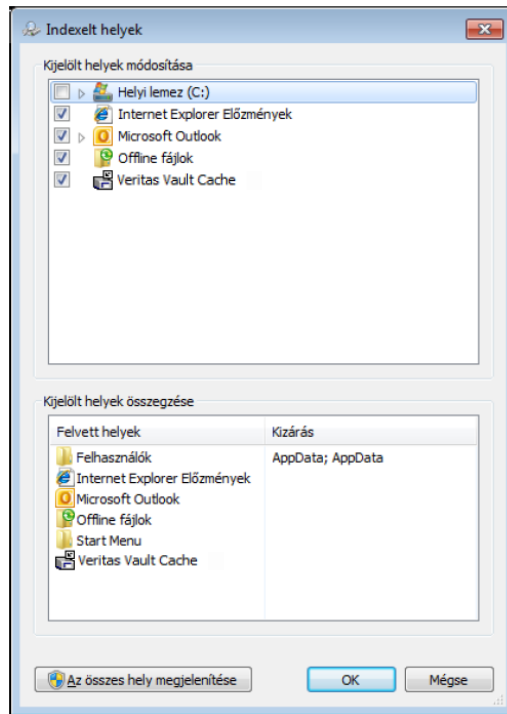 Indexelt helyek
Kijelölt helyek módosítása
Helyi lemez (C:)
Internet Explorer Előzmények
Microsoft Outlook
Offline fájlok
Veritas Vault Cache
Kijelölt helyek összegzése
Felvett helyek Kizárás
Felhasználók AppData; AppData
Internet Explorer Előzmények
Microsoft Outlook
Offline fájlok
Start Menu
Veritas Vault Cache
Az összes hely megjelenítése OK Mégse